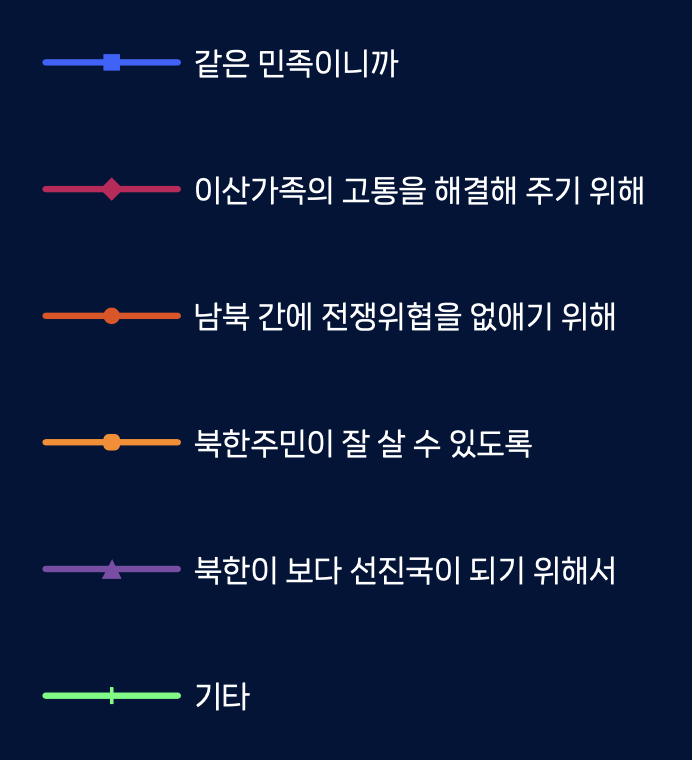 같은 민족이니까
이산가족의 고통을 해결해 주기 위해
남북 간에 전쟁위협을 없애기 위해
북한주민이 잘 살 수 있도록
북한이 보다 선진국이 되기 위해서
기타